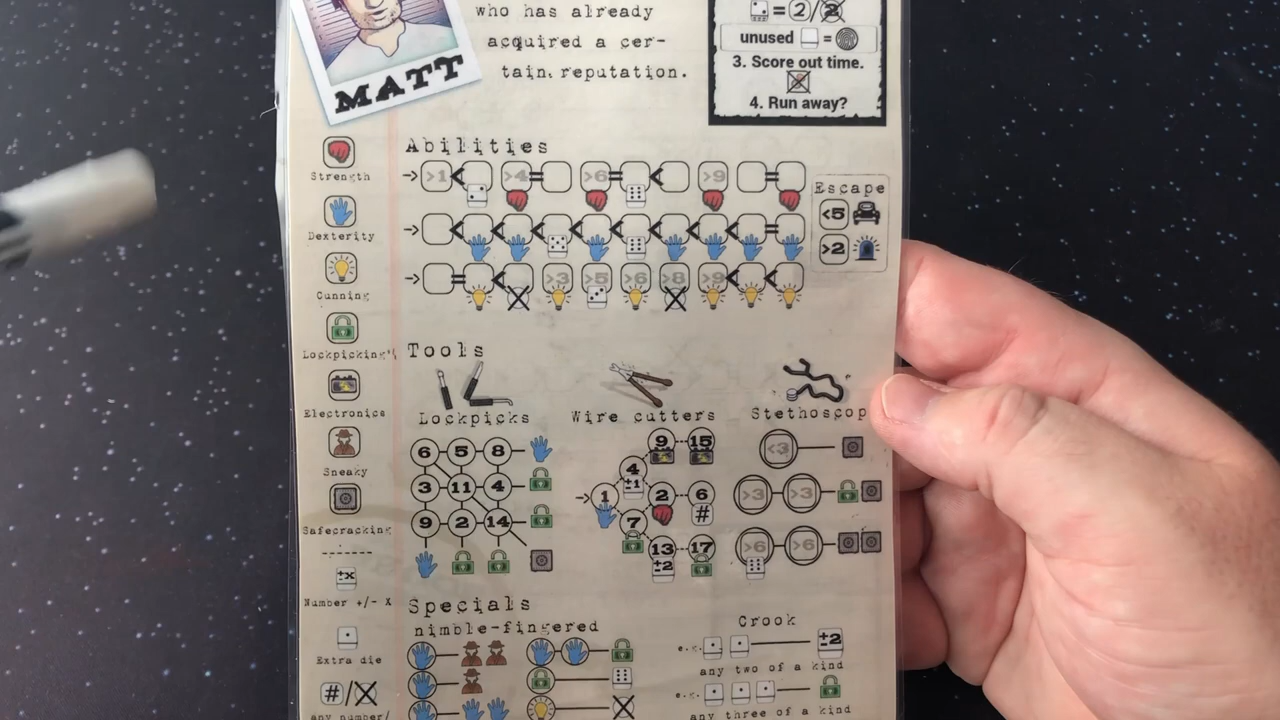 who has already
acquired a cer-
tain reputation.
MATT
=2/2
unused =
3. Score out time.
4. Run away?
Strength
Dexterity
Cunning
Lockpicking
Electronics
Sneaky
Safecracking
±x
Number +/- X
Extra die
#/X
any number/
Abilities
>1 < >4 = >6 = < >9 =
< < < < < < < < =
= < >3 >5 >6 >8 >9 < <
Escape
<5
>2
Tools
Lockpicks
6 5 8
3 11 4
9 2 14
Wire cutters
9 15
4
±1
1 2 6
#
7
13 17
±2
Stethoscop
<3
>3 >3
>6 >6
Specials
nimble-fingered
Crook
e.g. ±2
any two of a kind
e.g.
any three of a kind